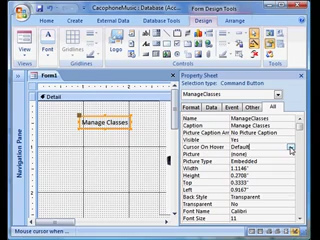 CacophoneMusic : Database (Acc...
Form Design Tools
Home Create External Data Database Tools Design Arrange
Views Font Gridlines Controls Tools
Form1
Property Sheet
Selection type: Command Button
Detail
ManageClasses
Format Data Event Other All
Manage Classes
Name ManageClasses
Caption Manage Classes
Picture Caption Arran No Picture Caption
Visible Yes
Cursor On Hover Default
Picture (none)
Picture Type Embedded
Width 1.1146"
Height 0.2708"
Top 0.3333"
Left 0.9167"
Back Style Transparent
Transparent No
Font Name Calibri
Font Size 11
Navigation Pane
Mouse cursor when ...